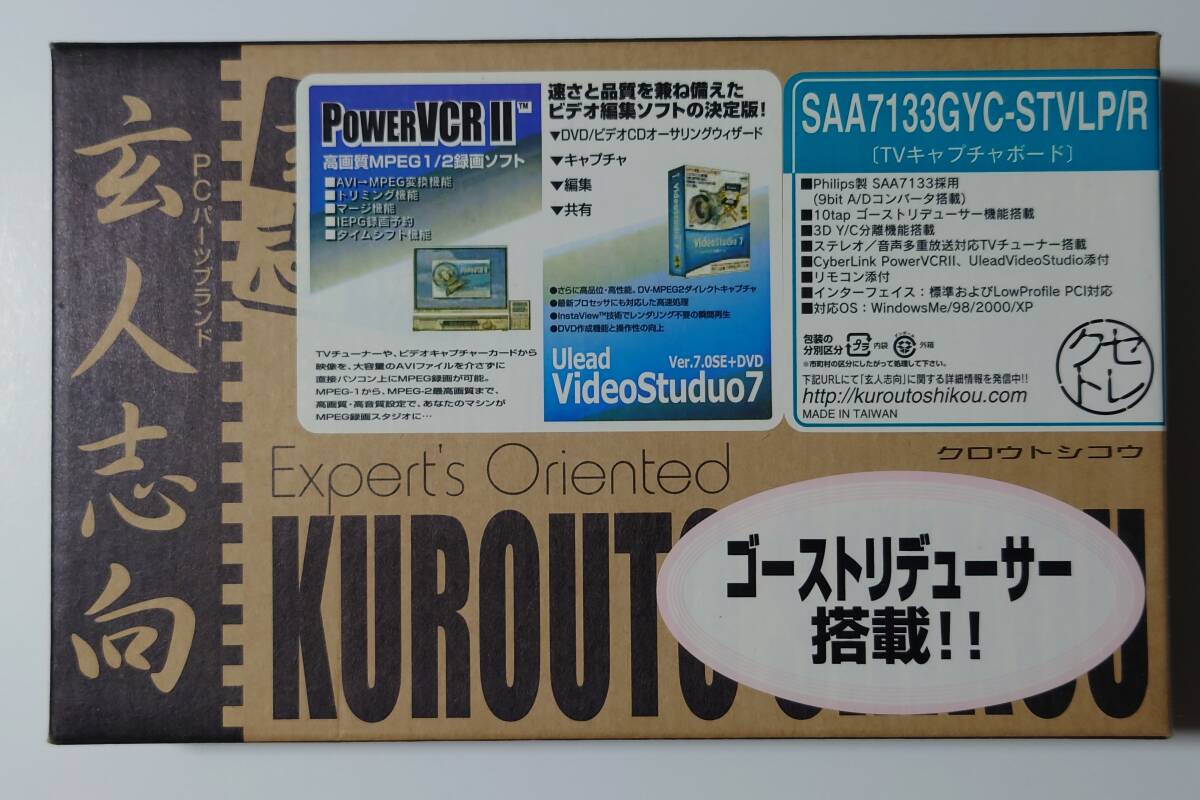 玄人志向
PCパーツブランド
POWERVCR II™
高画質MPEG1/2録画ソフト
■AVI→MPEG変換機能
■トリミング機能
■マージ機能
■IEPG録画予約
■タイムシフト機能
TVチューナーや、ビデオキャプチャーカードから
映像を、大容量のAVIファイルを介さずに
直接パソコン上にMPEG録画が可能。
MPEG-1から、MPEG-2最高画質まで、
高画質・高音質設定で、あなたのマシンが
MPEG録画スタジオに…
速さと品質を兼ね備えた
ビデオ編集ソフトの決定版!
▼DVD/ビデオCDオーサリングウィザード
▼キャプチャ
▼編集
▼共有
VideoStudio 7
●さらに高品位・高性能。DV-MPEG2ダイレクトキャプチャ
●最新プロセッサにも対応した高速処理
●InstaView™技術でレンダリング不要の瞬間再生
●DVD作成機能と操作性の向上
Ulead Ver.7.0SE+DVD
VideoStuduo7
SAA7133GYC-STVLP/R
〔TVキャプチャボード〕
■Philips製 SAA7133採用
(9bit A/Dコンバータ搭載)
■10tap ゴーストリデューサー機能搭載
■3D Y/C分離機能搭載
■ステレオ/音声多重放送対応TVチューナー搭載
■CyberLink PowerVCRII、UleadVideoStudio添付
■リモコン添付
■インターフェイス:標準およびLowProfile PCI対応
■対応OS:WindowsMe/98/2000/XP
包装の
分別区分
プラ
内袋
外箱
※市町村の区分にしたがって処理して下さい。
下記URLにて「玄人志向」に関する詳細情報を発信中!!
http://kuroutoshikou.com
MADE IN TAIWAN
クセ
トレ
Expert's Oriented
クロウトシコウ
KUROUTO
ゴーストリデューサー
搭載!!